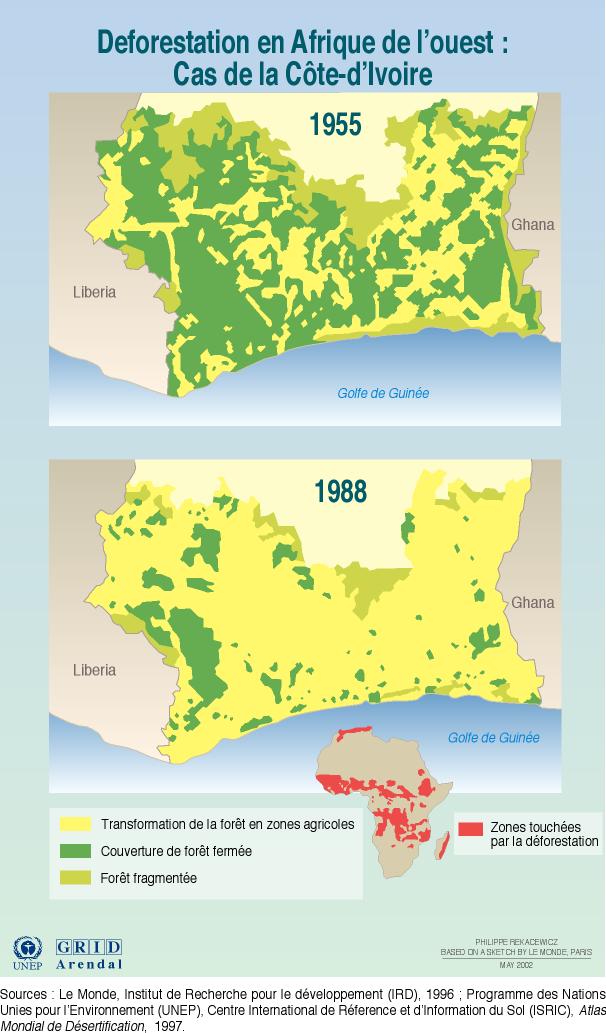 Deforestation en Afrique de l'ouest :
Cas de la Côte-d'Ivoire
1955
Ghana
Liberia
Golfe de Guinée
1988
Ghana
Liberia
Golfe de Guinée
Transformation de la forêt en zones agricoles
Couverture de forêt fermée
Forêt fragmentée
Zones touchées
par la déforestation
UNEP
GRID
Arendal
PHILIPPE REKACEWICZ
BASED ON A SKETCH BY LE MONDE, PARIS
MAY 2002
Sources : Le Monde, Institut de Recherche pour le développement (IRD), 1996 ; Programme des Nations
Unies pour l'Environnement (UNEP), Centre International de Réference et d'Information du Sol (ISRIC), Atlas
Mondial de Désertification, 1997.